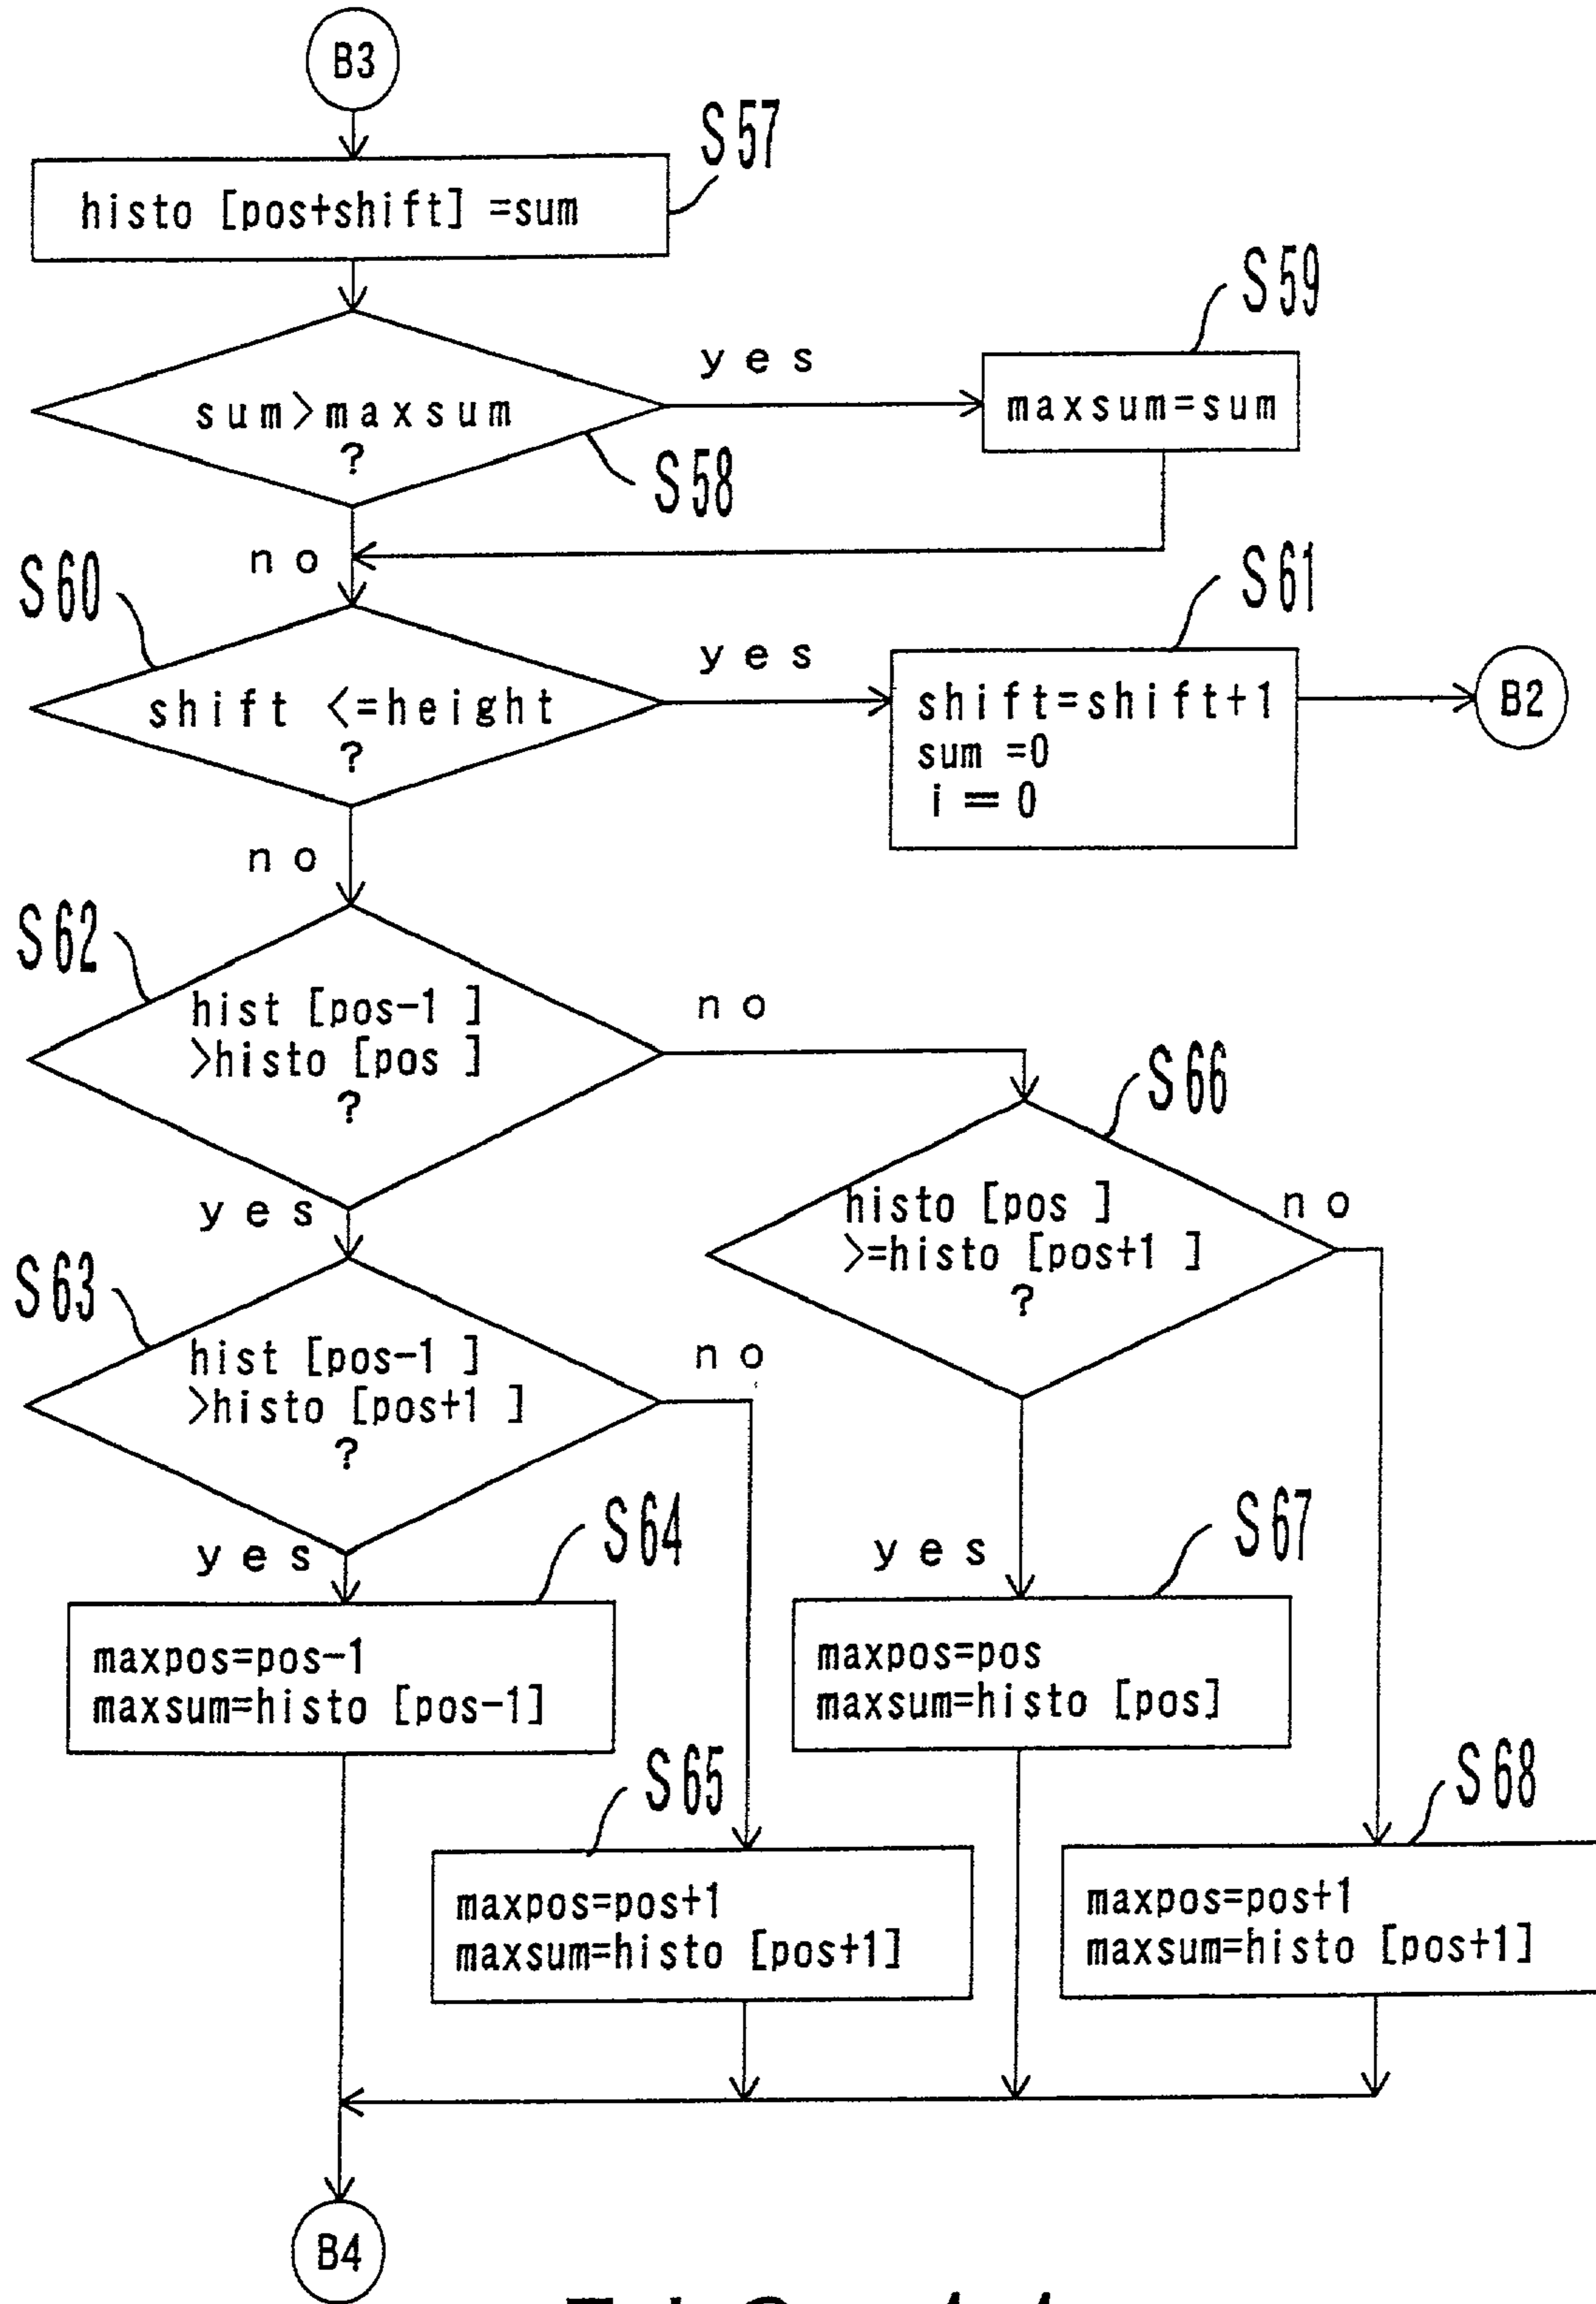 B3
S57
histo [pos+shift] =sum
S59
yes
maxsum=sum
sum>maxsum
?
S58
no
S60
S61
yes
shift <=height
?
shift=shift+1
sum =0
i = 0
B2
no
S62
hist [pos-1 ]
>histo [pos ]
?
no
S66
yes
histo [pos ]
>=histo [pos+1 ]
?
no
S63
hist [pos-1 ]
>histo [pos+1 ]
?
no
yes
S64
yes
S67
maxpos=pos-1
maxsum=histo [pos-1]
maxpos=pos
maxsum=histo [pos]
S65
S68
maxpos=pos+1
maxsum=histo [pos+1]
maxpos=pos+1
maxsum=histo [pos+1]
B4